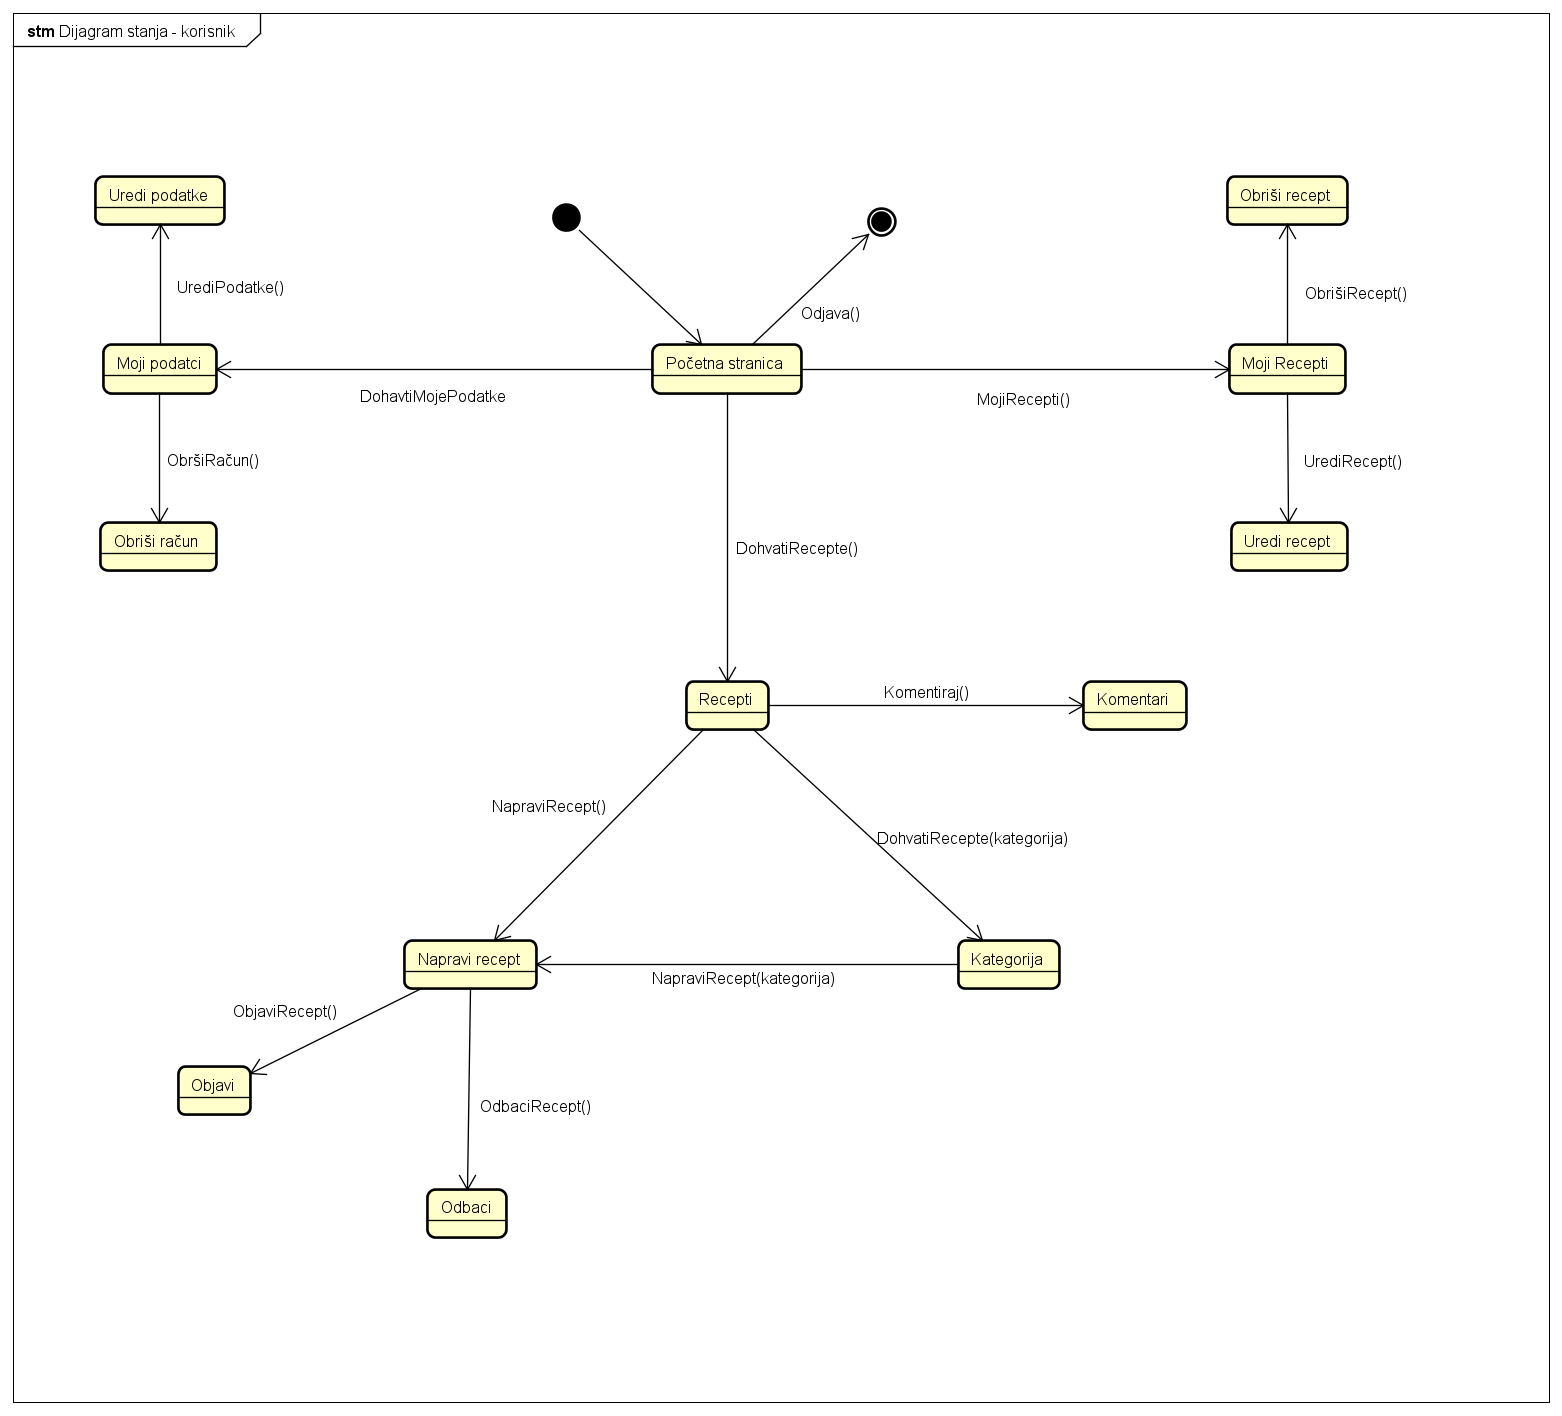 stm Dijagram stanja - korisnik
Uredi podatke
Obriši recept
UrediPodatke()
ObrišiRecept()
Odjava()
Moji podatci
Početna stranica
Moji Recepti
DohavtiMojePodatke
MojiRecepti()
ObršiRačun()
UrediRecept()
Obriši račun
Uredi recept
DohvatiRecepte()
Recepti
Komentiraj()
Komentari
NapraviRecept()
DohvatiRecepte(kategorija)
Napravi recept
Kategorija
NapraviRecept(kategorija)
ObjaviRecept()
Objavi
OdbaciRecept()
Odbaci